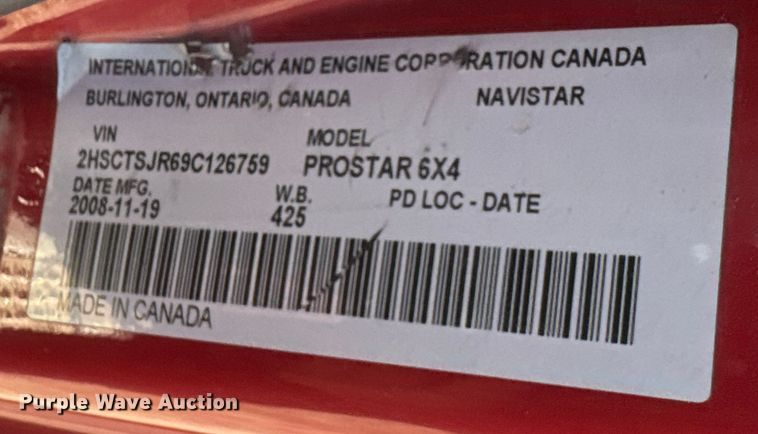 INTERNATIONAL TRUCK AND ENGINE CORPORATION CANADA
BURLINGTON, ONTARIO, CANADA NAVISTAR
VIN MODEL
2HSCTSJR69C126759 PROSTAR 6X4
DATE MFG. W.B. PD LOC - DATE
2008-11-19 425
MADE IN CANADA
Purple Wave Auction